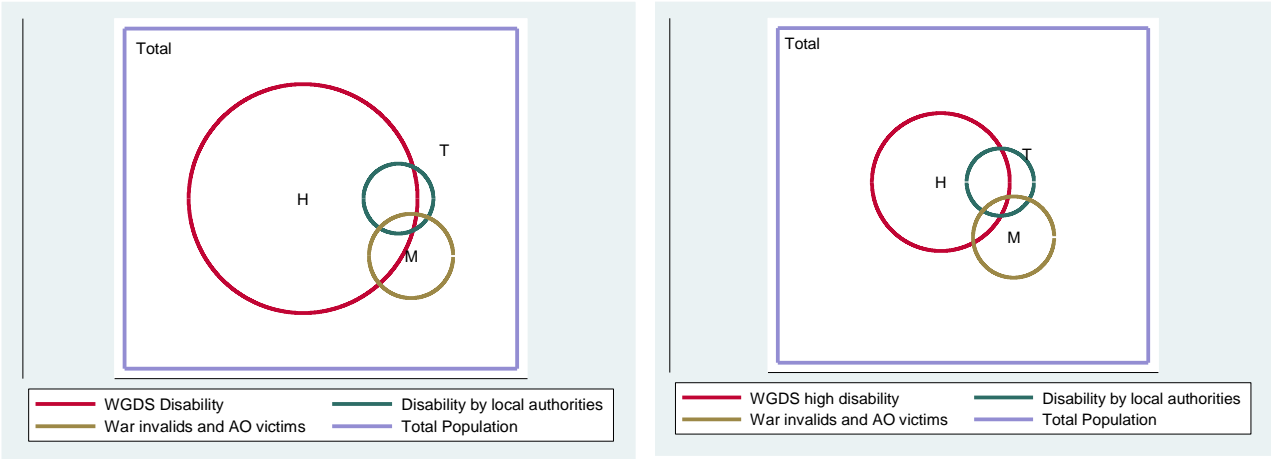 Total
T
H
M
WGDS Disability
Disability by local authorities
War invalids and AO victims
Total Population
Total
T
H
M
WGDS high disability
Disability by local authorities
War invalids and AO victims
Total Population